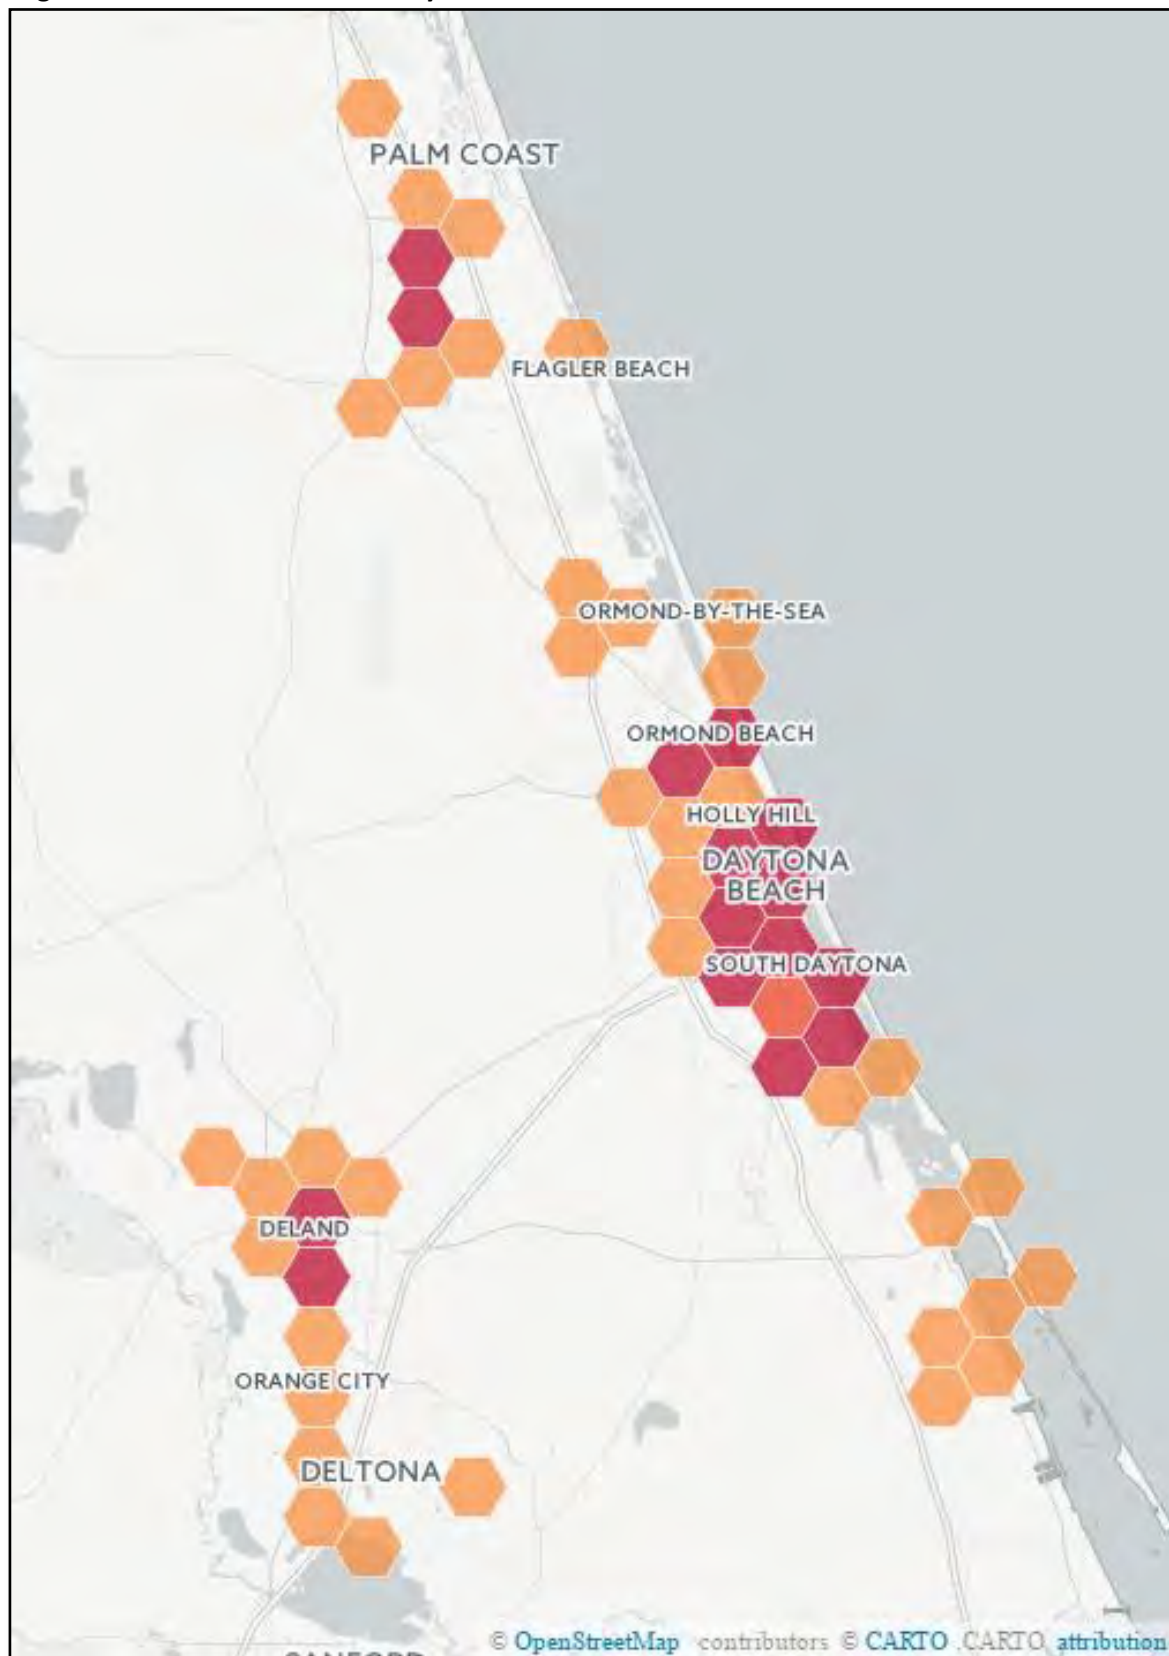 PALM COAST
FLAGLER BEACH
ORMOND-BY-THE-SEA
ORMOND BEACH
HOLLY HILL
DAYTONA
BEACH
SOUTH DAYTONA
DELAND
ORANGE CITY
DELTONA
© OpenStreetMap contributors © CARTO , CARTO attribution